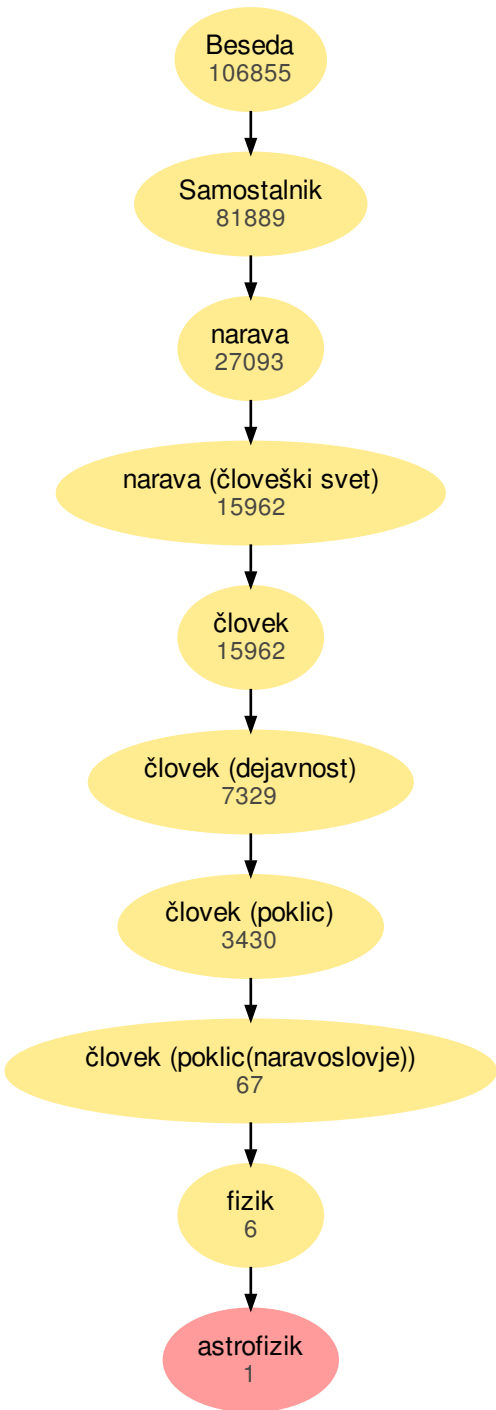 Beseda
106855
Samostalnik
81889
narava
27093
narava (človeški svet)
15962
človek
15962
človek (dejavnost)
7329
človek (poklic)
3430
človek (poklic(naravoslovje))
67
fizik
6
astrofizik
1